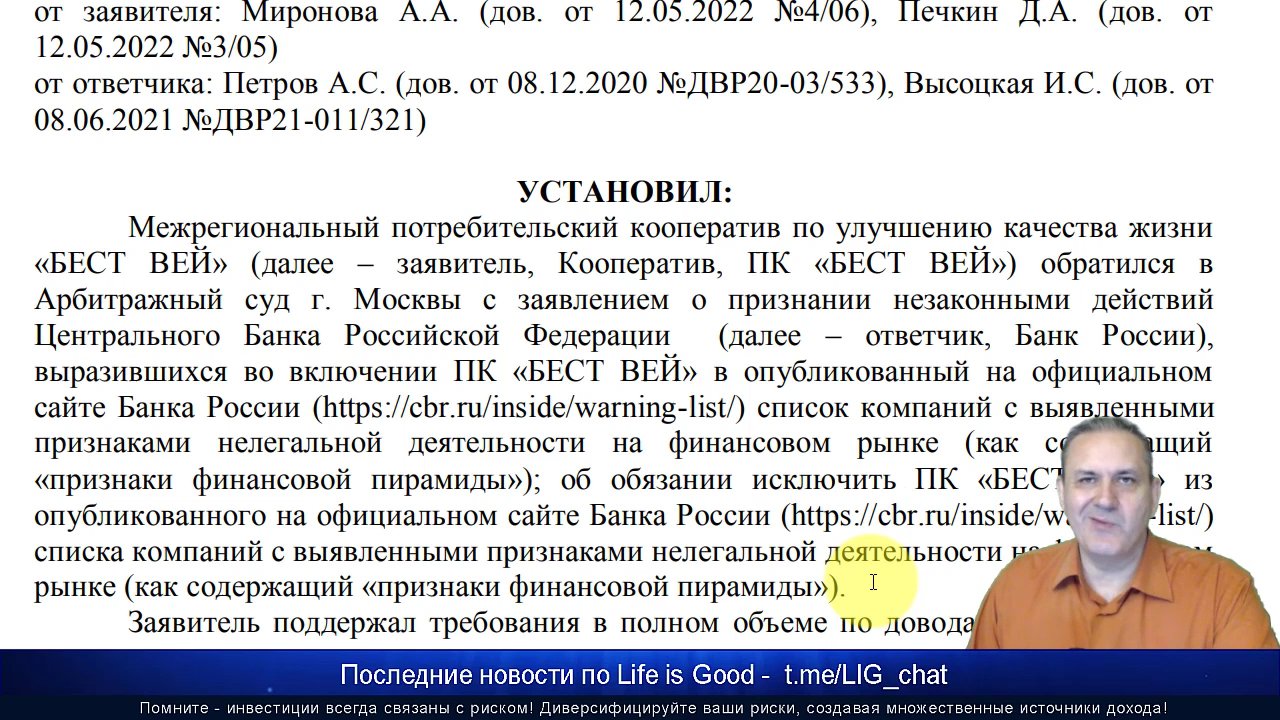 от заявителя: Миронова А.А. (дов. от 12.05.2022 №4/06), Печкин Д.А. (дов. от
12.05.2022 №3/05)
от ответчика: Петров А.С. (дов. от 08.12.2020 №ДВР20-03/533), Высоцкая И.С. (дов. от
08.06.2021 №ДВР21-011/321)
УСТАНОВИЛ:
Межрегиональный потребительский кооператив по улучшению качества жизни
«БЕСТ ВЕЙ» (далее – заявитель, Кооператив, ПК «БЕСТ ВЕЙ») обратился в
Арбитражный суд г. Москвы с заявлением о признании незаконными действий
Центрального Банка Российской Федерации (далее – ответчик, Банк России),
выразившихся во включении ПК «БЕСТ ВЕЙ» в опубликованный на официальном
сайте Банка России (https://cbr.ru/inside/warning-list/) список компаний с выявленными
признаками нелегальной деятельности на финансовом рынке (как
«признаки финансовой пирамиды»); об обязании исключить ПК «БЕСТ » из
опубликованного на официальном сайте Банка России (https://cbr.ru/inside/wa -list/)
списка компаний с выявленными признаками нелегальной деятельности
рынке (как содержащий «признаки финансовой пирамиды»).
Заявитель поддержал требования в полном объеме по
Последние новости по Life is Good - t.me/LIG_chat
Помните - инвестиции всегда связаны с риском! Диверсифицируйте ваши риски, создавая множественные источники дохода!